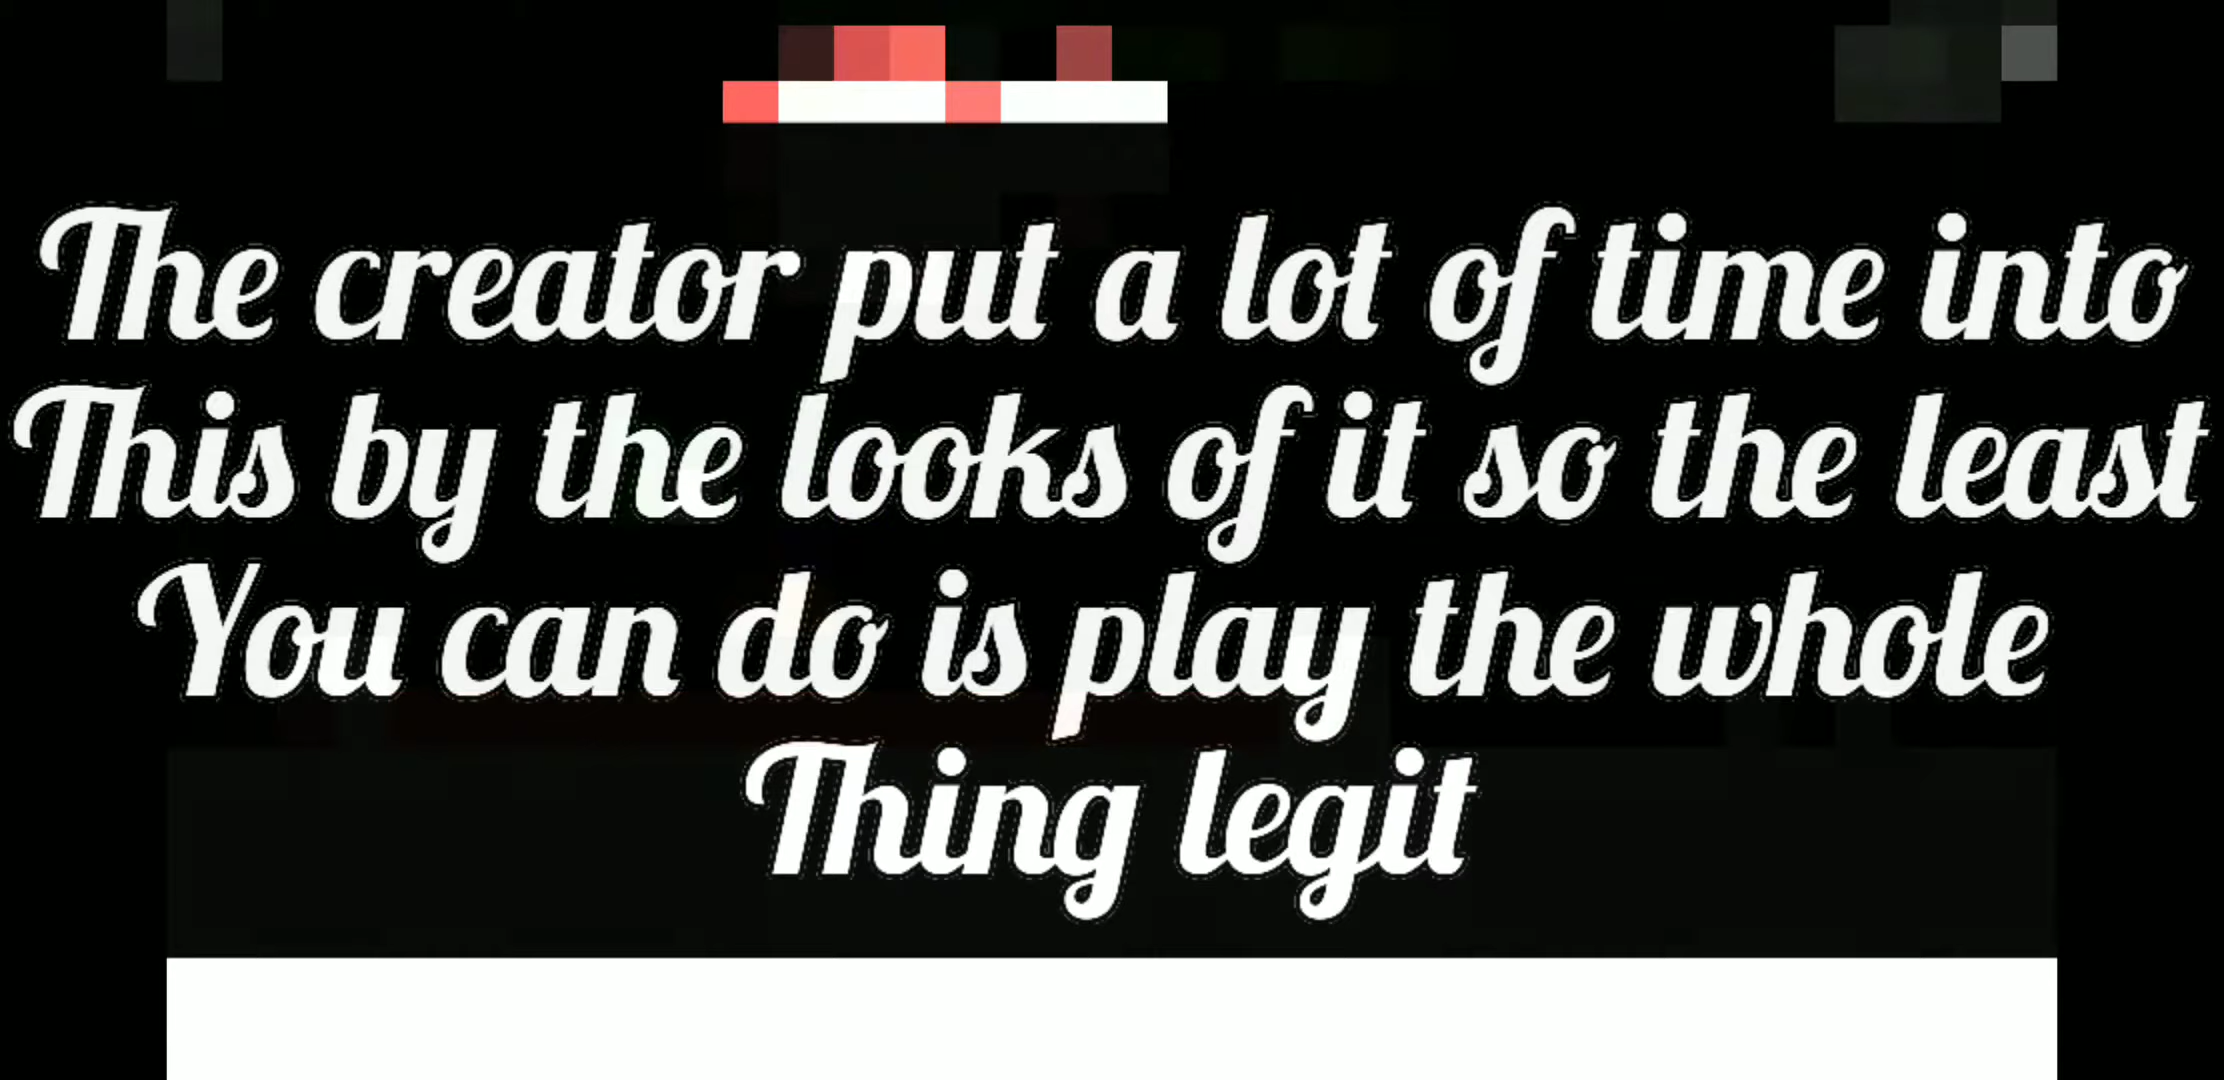 The creator put a lot of time into
This by the looks of it so the least
You can do is play the whole
Thing legit